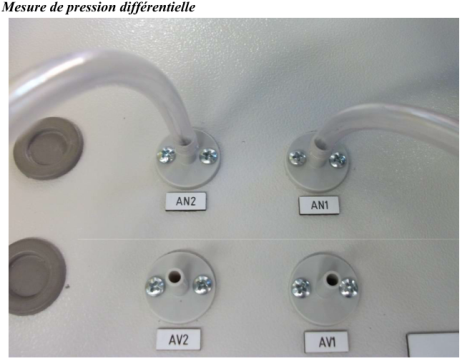 Mesure de pression différentielle
AN2 AN1
AV2 AV1